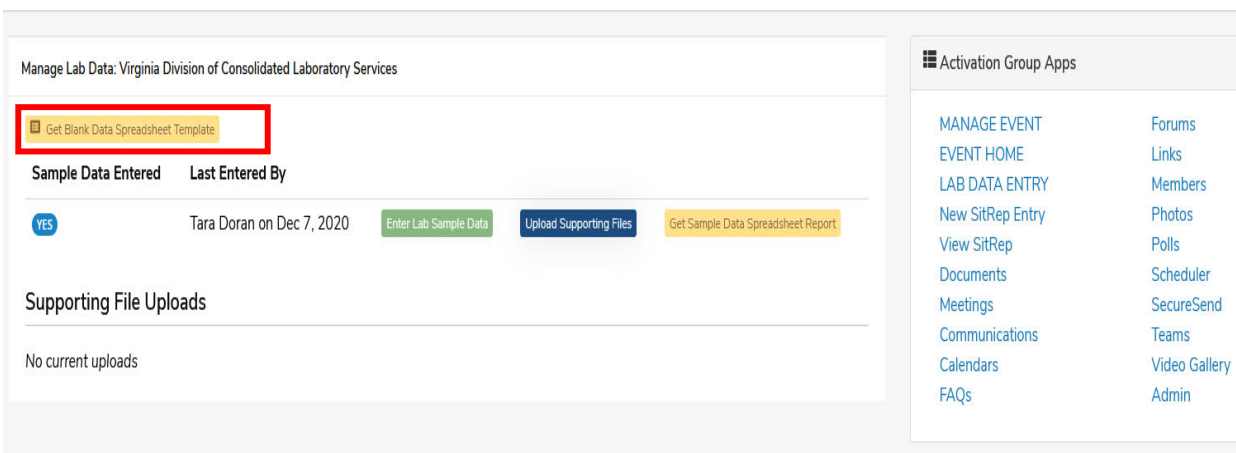 Manage Lab Data: Virginia Division of Consolidated Laboratory Services
Get Blank Data Spreadsheet Template
Sample Data Entered Last Entered By
YES Tara Doran on Dec 7, 2020 Enter Lab Sample Data Upload Supporting Files Get Sample Data Spreadsheet Report
Supporting File Uploads
No current uploads
Activation Group Apps
MANAGE EVENT Forums
EVENT HOME Links
LAB DATA ENTRY Members
New SitRep Entry Photos
View SitRep Polls
Documents Scheduler
Meetings SecureSend
Communications Teams
Calendars Video Gallery
FAQs Admin